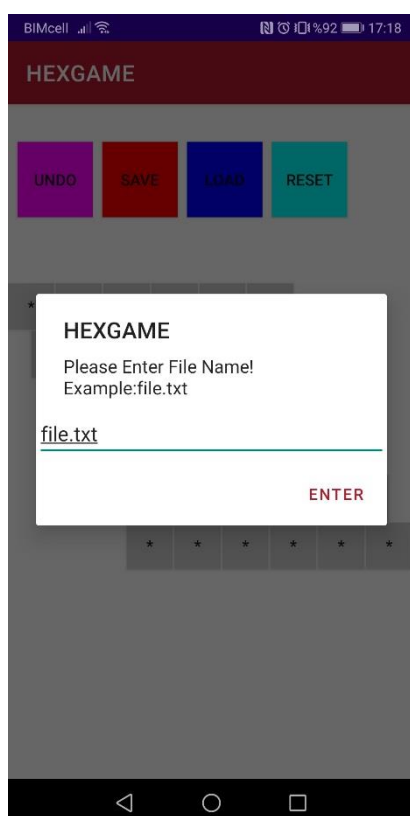 BIMcell %92 17:18
HEXGAME
UNDO SAVE LOAD RESET
*
HEXGAME
Please Enter File Name!
Example:file.txt
file.txt
ENTER
* * * * * *